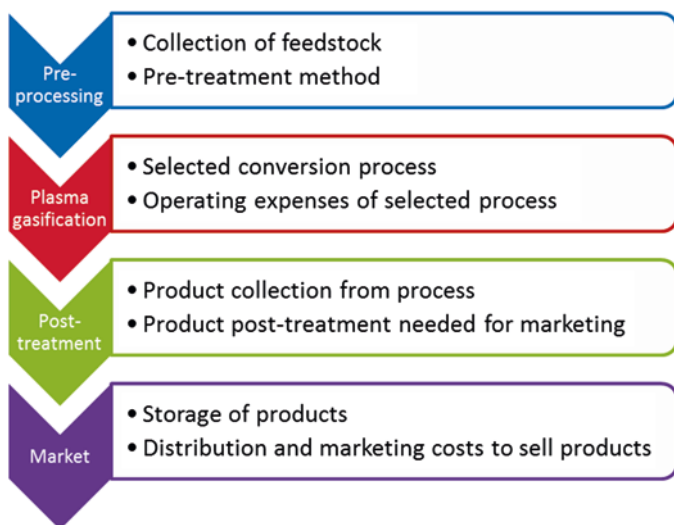 Pre-
processing
• Collection of feedstock
• Pre-treatment method
Plasma
gasification
• Selected conversion process
• Operating expenses of selected process
Post-
treatment
• Product collection from process
• Product post-treatment needed for marketing
Market
• Storage of products
• Distribution and marketing costs to sell products